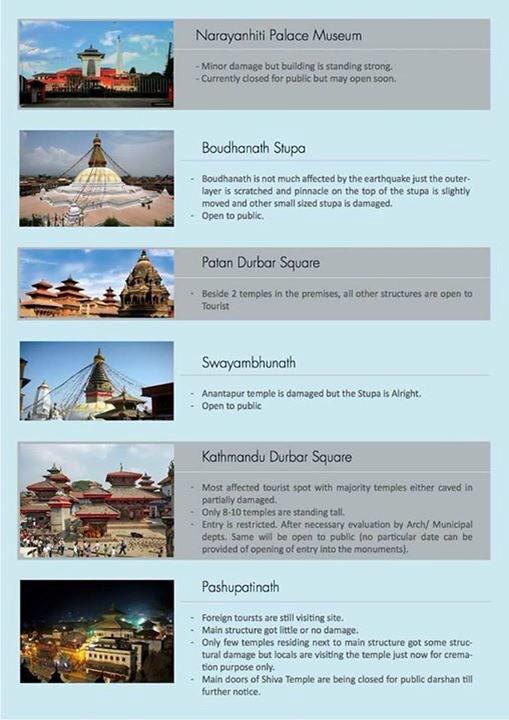 Narayanhiti Palace Museum
- Minor damage but building is standing strong.
- Currently closed for public but may open soon.
Boudhanath Stupa
- Boudhanath is not much affected by the earthquake just the outer-
layer is scratched and pinnacle on the top of the stupa is slightly
moved and other small sized stupa is damaged.
- Open to public.
Patan Durbar Square
- Beside 2 temples in the premises, all other structures are open to
Tourist
Swayambhunath
- Anantapur temple is damaged but the Stupa is Alright.
- Open to public
Kathmandu Durbar Square
- Most affected tourist spot with majority temples either caved in
partially damaged.
- Only 8-10 temples are standing tall.
- Entry is restricted. After necessary evaluation by Arch/ Municipal
depts. Same will be open to public (no particular date can be
provided of opening of entry into the monuments).
Pashupatinath
- Foreign toursts are still visiting site.
- Main structure got little or no damage.
- Only few temples residing next to main structure got some struc-
tural damage but locals are visiting the temple just now for crema-
tion purpose only.
- Main doors of Shiva Temple are being closed for public darshan till
further notice.